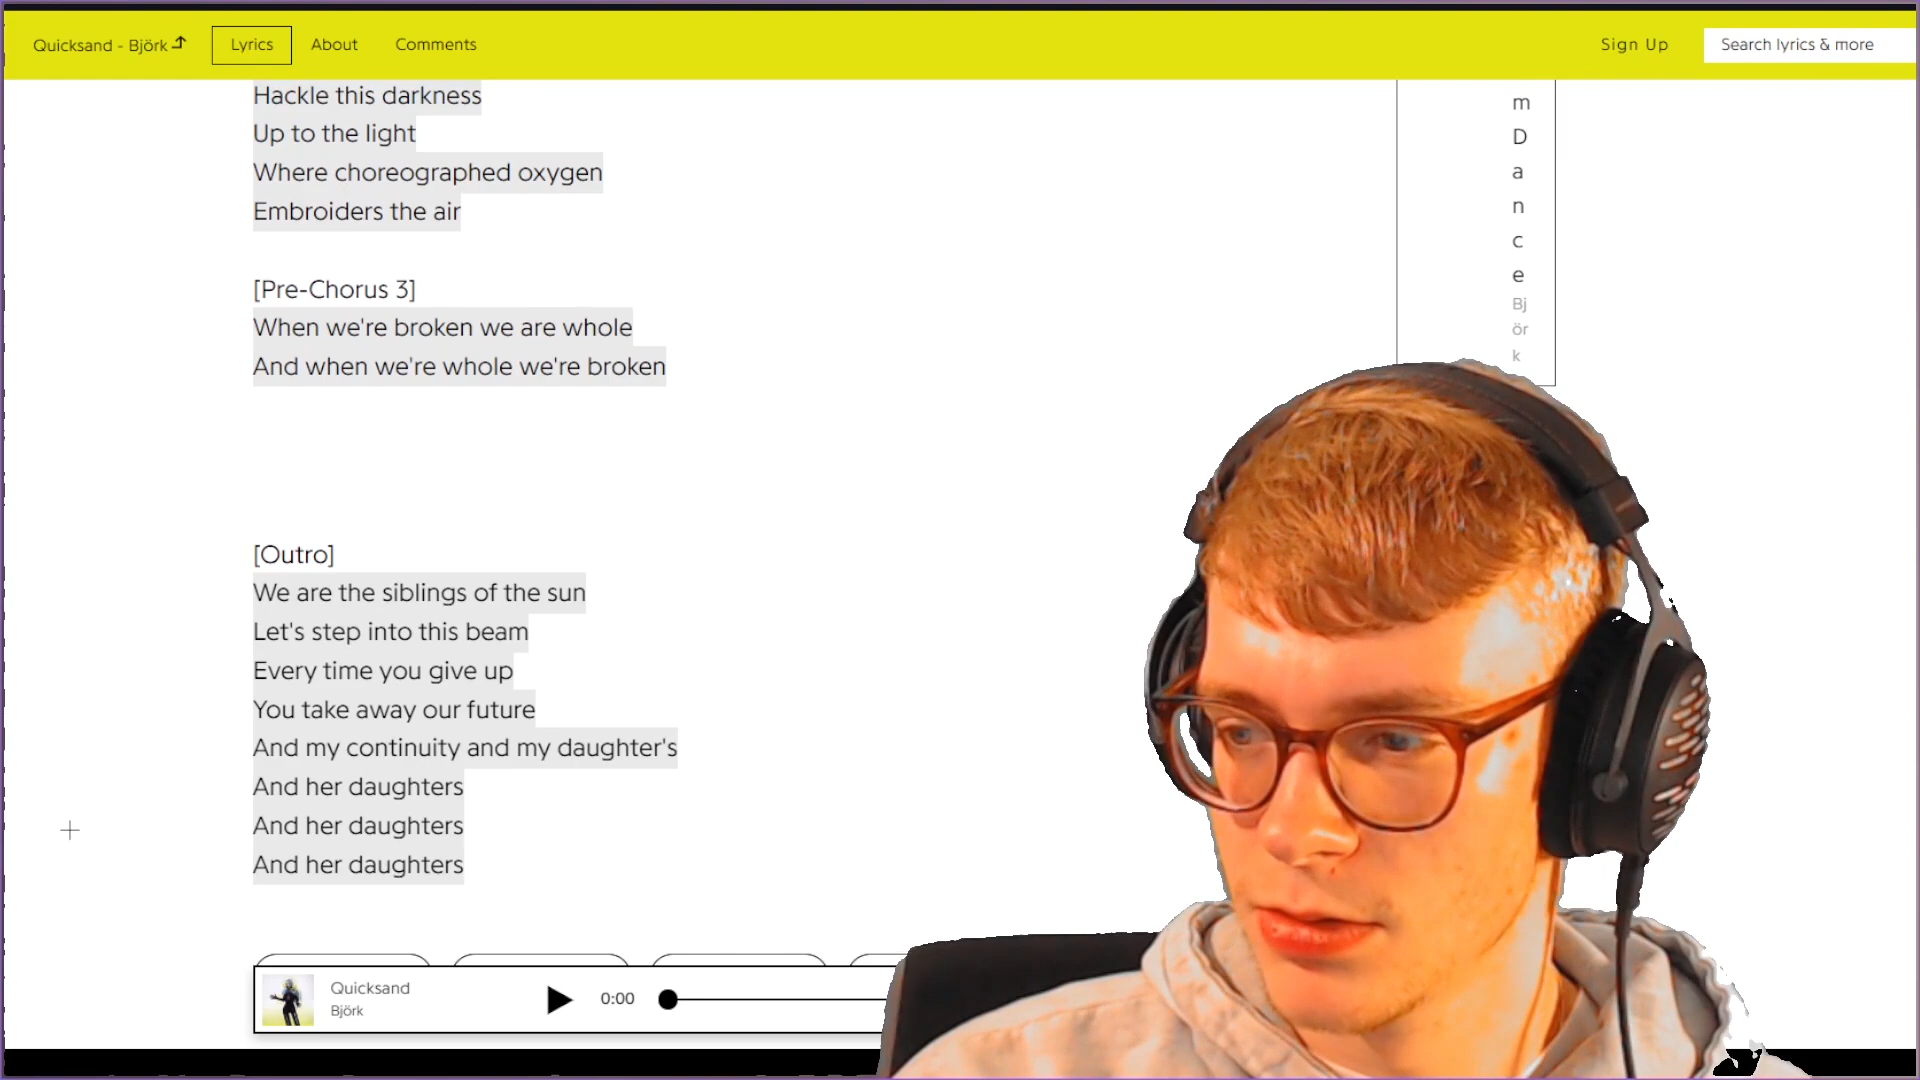 Quicksand - Björk
Lyrics
About
Comments
Sign Up
Search lyrics & more
Hackle this darkness
Up to the light
Where choreographed oxygen
Embroiders the air
[Pre-Chorus 3]
When we're broken we are whole
And when we're whole we're broken
[Outro]
We are the siblings of the sun
Let's step into this beam
Every time you give up
You take away our future
And my continuity and my daughter's
And her daughters
And her daughters
And her daughters
m
D
a
n
c
e
Bj
ör
k
Quicksand
Björk
0:00